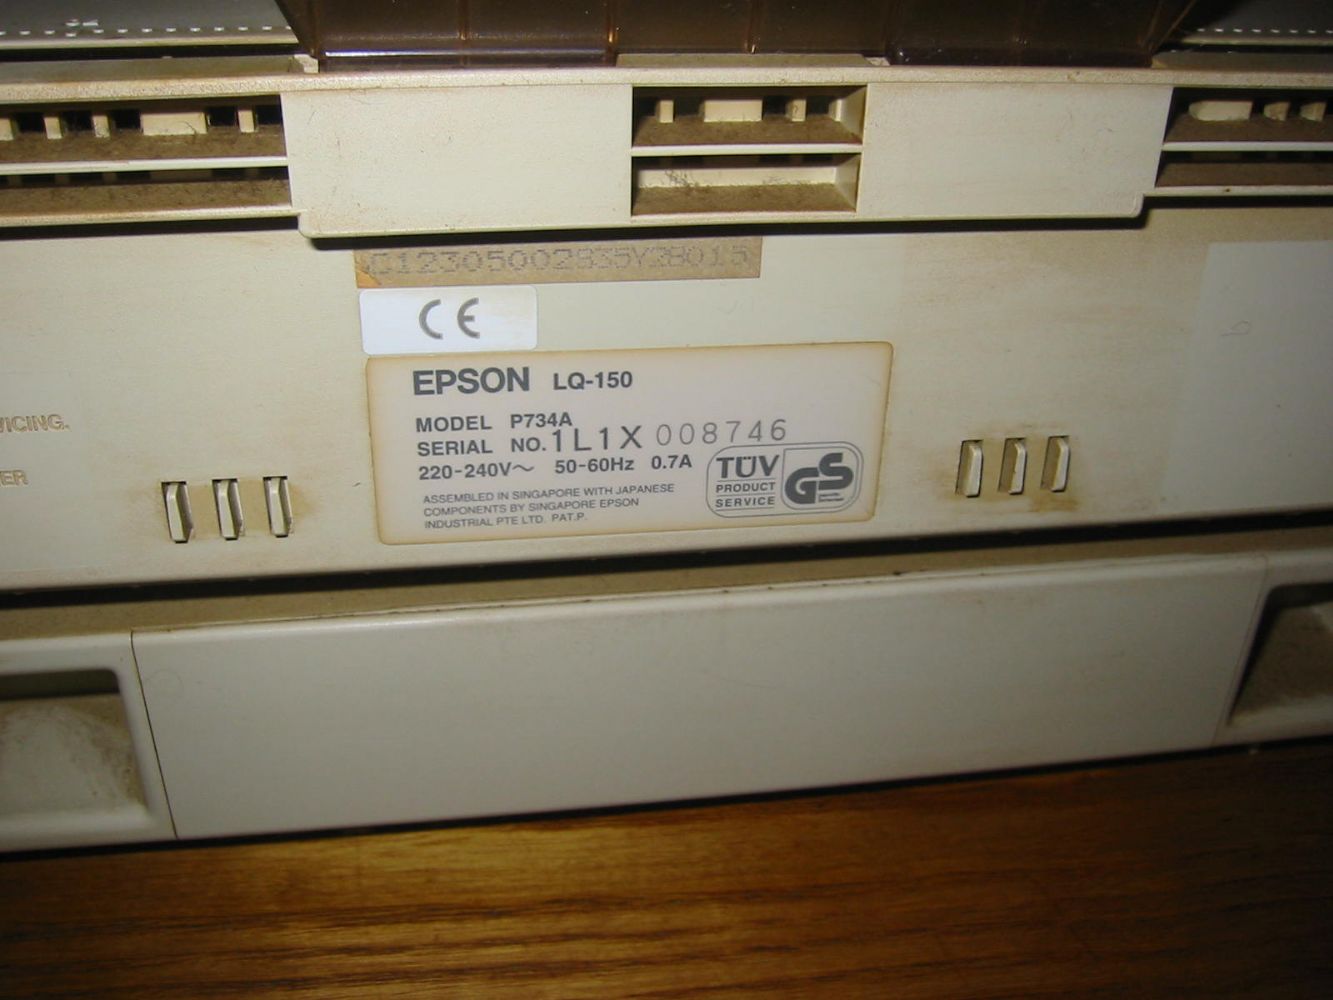 C12305002835Y2B015
CE
EPSON LQ-150
MODEL P734A
SERIAL NO. 1L1X 008746
220-240V～ 50-60Hz 0.7A
ASSEMBLED IN SINGAPORE WITH JAPANESE
COMPONENTS BY SINGAPORE EPSON
INDUSTRIAL PTE LTD. PAT.P.
TÜV
PRODUCT
SERVICE
GS
VICING.
ER